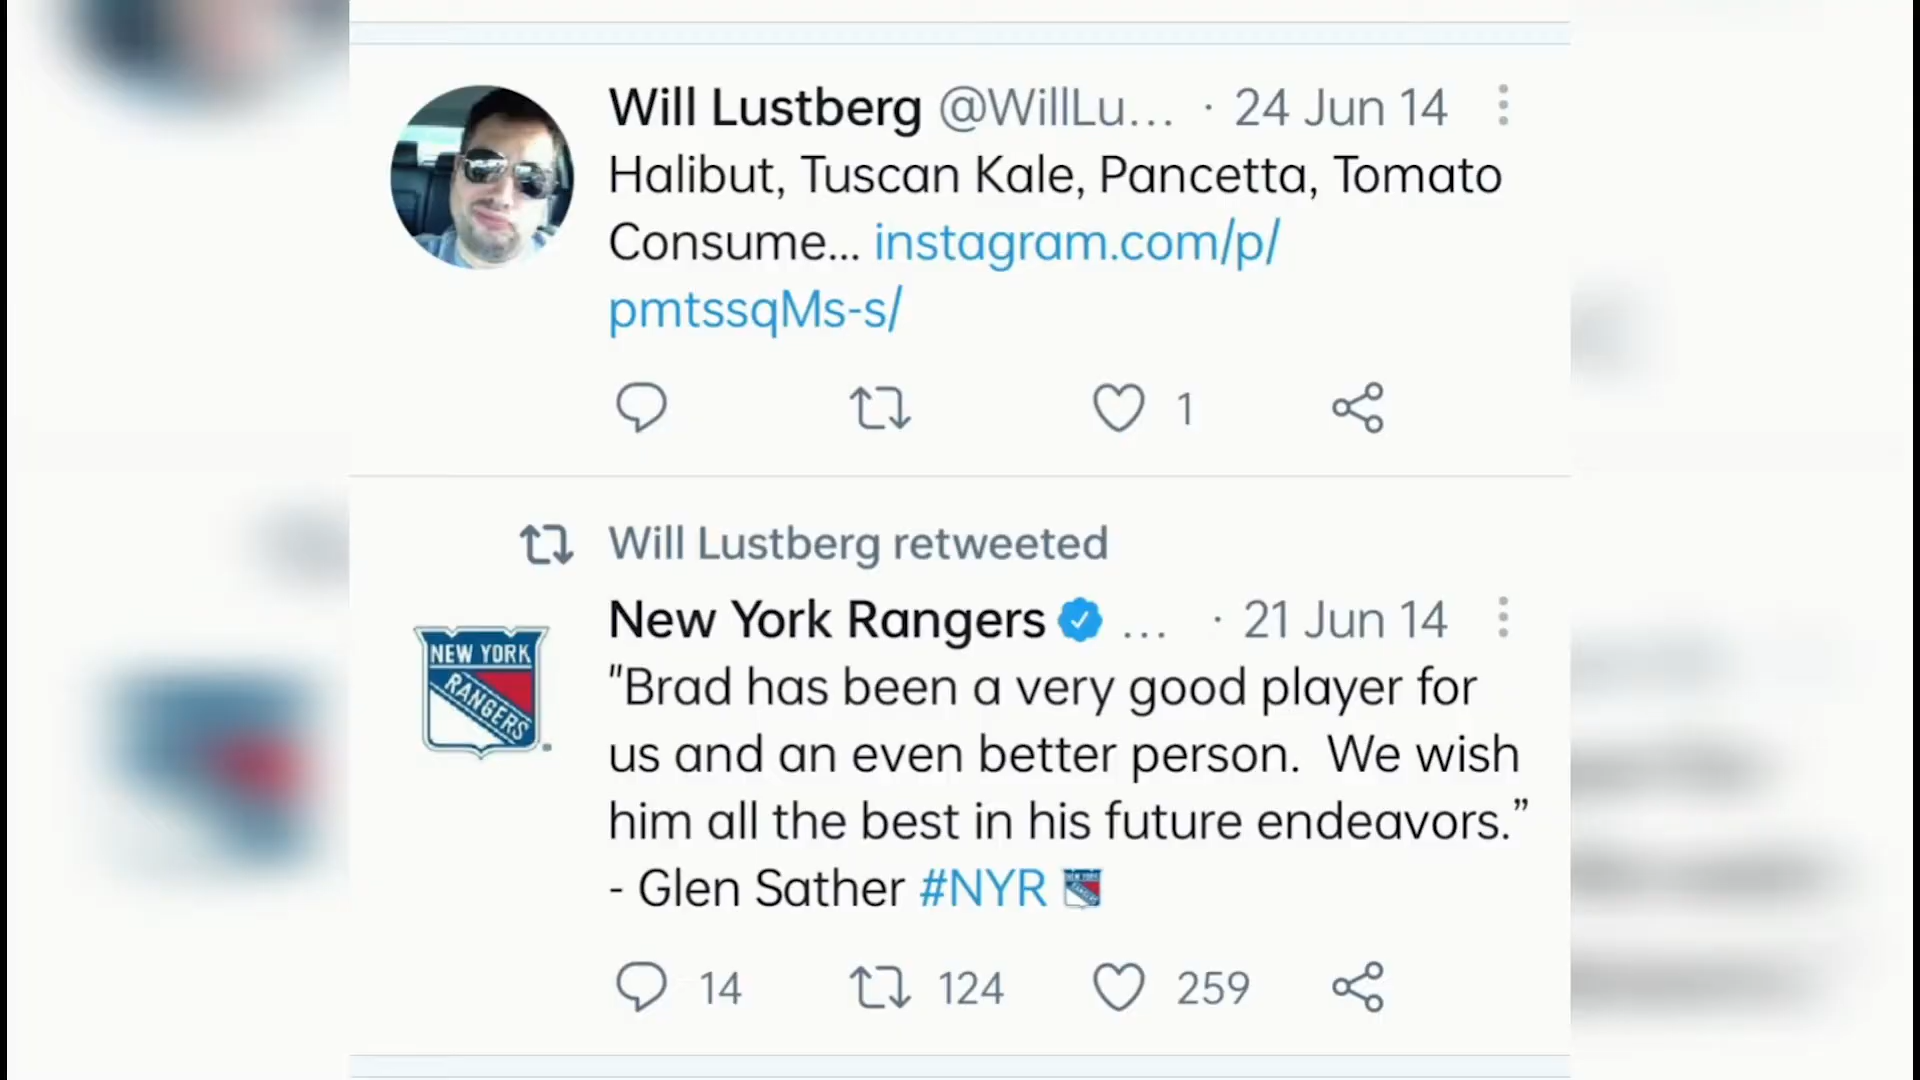 Will Lustberg @WillLu... · 24 Jun 14
Halibut, Tuscan Kale, Pancetta, Tomato
Consume... instagram.com/p/
pmtssqMs-s/
1
Will Lustberg retweeted
New York Rangers ... · 21 Jun 14
NEW YORK
RANGERS
"Brad has been a very good player for
us and an even better person.  We wish
him all the best in his future endeavors.”
- Glen Sather #NYR
14 124 259